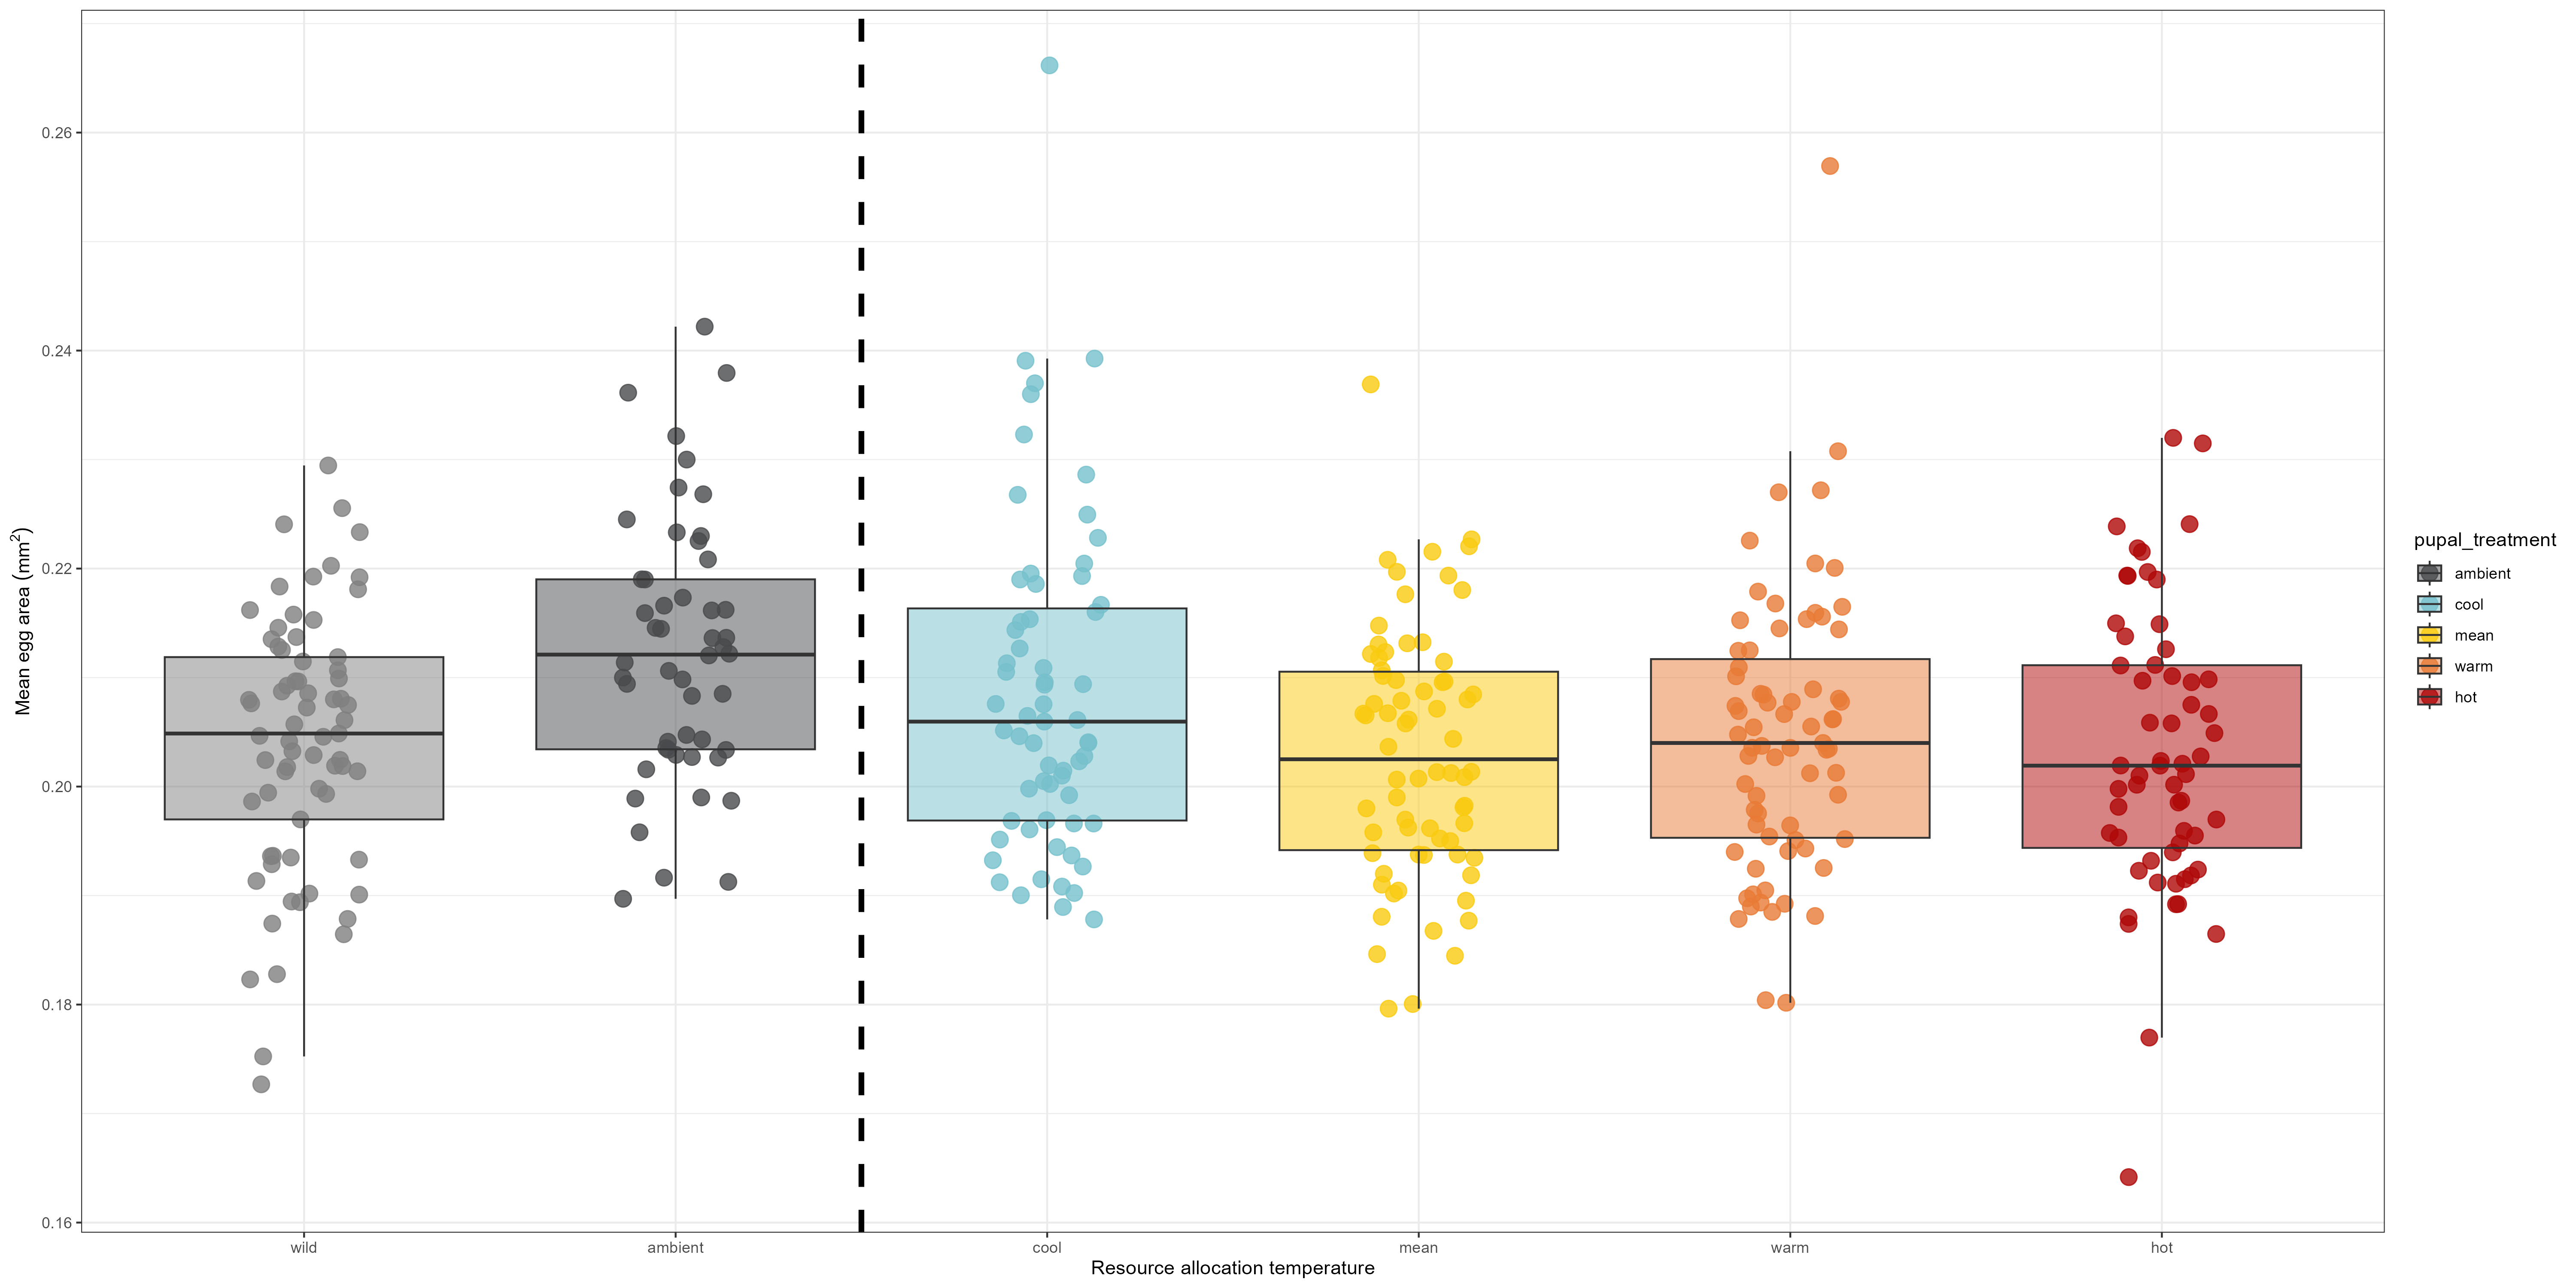 Mean egg area (mm²)
0.26
0.24
0.22
0.20
0.18
0.16
wild
ambient
cool
mean
warm
hot
Resource allocation temperature
pupal_treatment
ambient
cool
mean
warm
hot